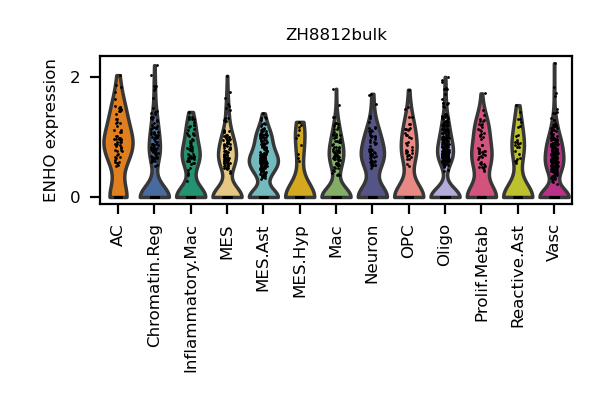 ZH8812bulk
ENHO expression
2
0
AC
Chromatin.Reg
Inflammatory.Mac
MES
MES.Ast
MES.Hyp
Mac
Neuron
OPC
Oligo
Prolif.Metab
Reactive.Ast
Vasc